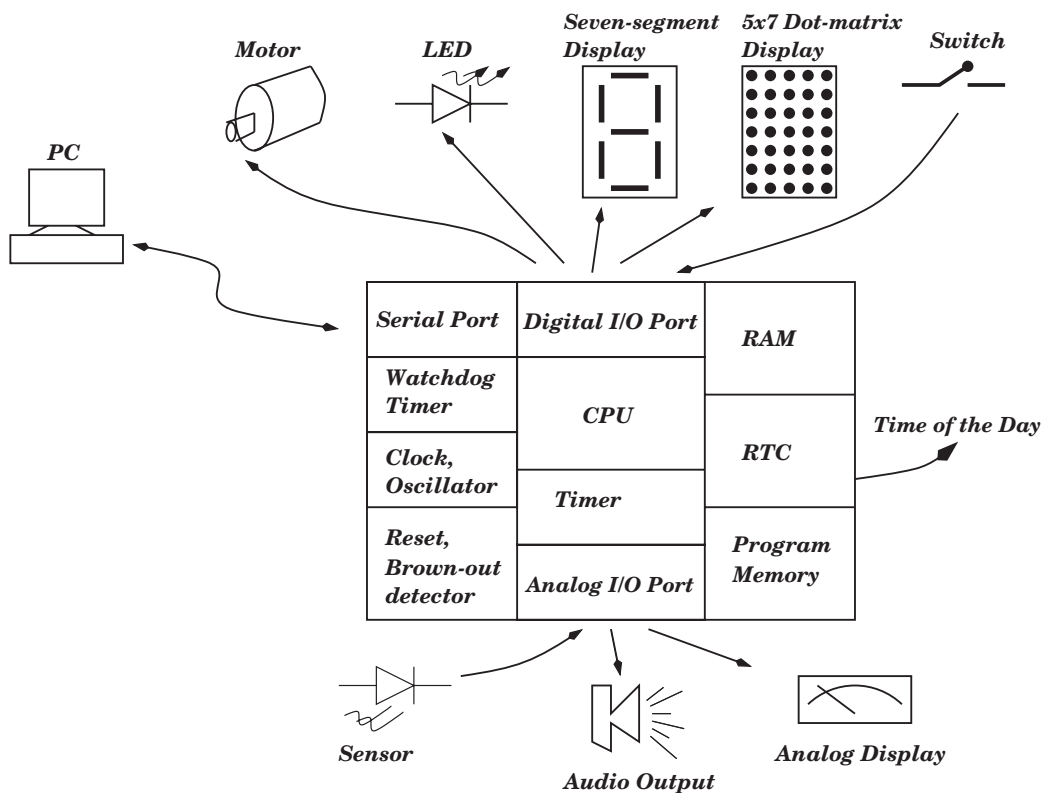 Seven-segment
Display
5x7 Dot-matrix
Display
Switch
Motor
LED
PC
Serial Port
Digital I/O Port
RAM
Watchdog
Timer
CPU
Time of the Day
RTC
Clock,
Oscillator
Timer
Reset,
Brown-out
detector
Program
Memory
Analog I/O Port
Sensor
Audio Output
Analog Display